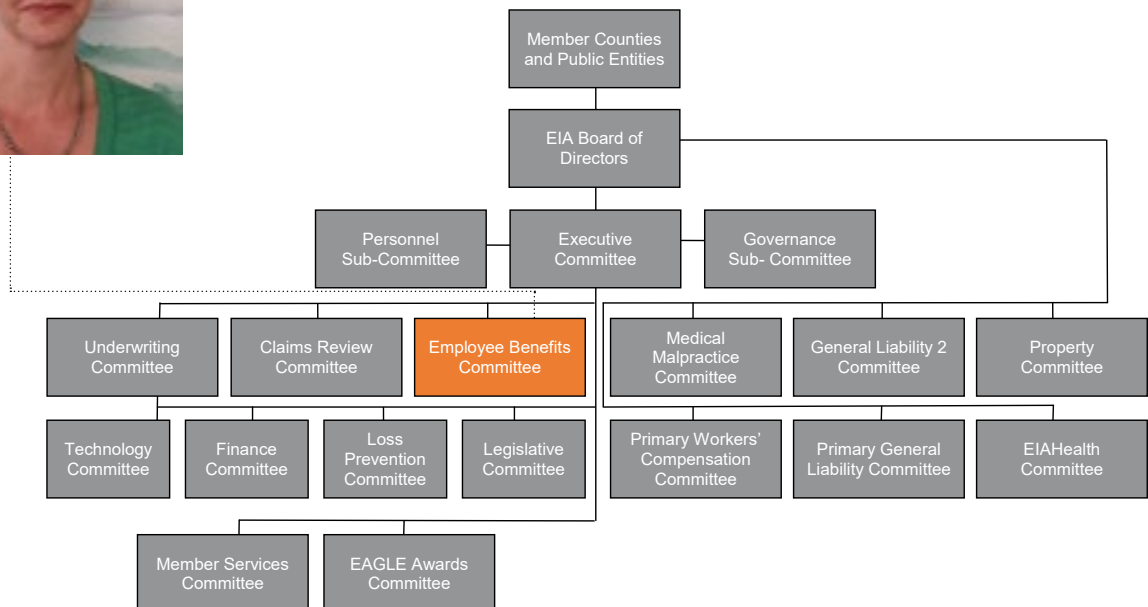 Member Counties
and Public Entities
EIA Board of
Directors
Personnel
Sub-Committee
Executive
Committee
Governance
Sub- Committee
Underwriting
Committee
Claims Review
Committee
Employee Benefits
Committee
Medical
Malpractice
Committee
General Liability 2
Committee
Property
Committee
Technology
Committee
Finance
Committee
Loss
Prevention
Committee
Legislative
Committee
Primary Workers’
Compensation
Committee
Primary General
Liability Committee
EIAHealth
Committee
Member Services
Committee
EAGLE Awards
Committee